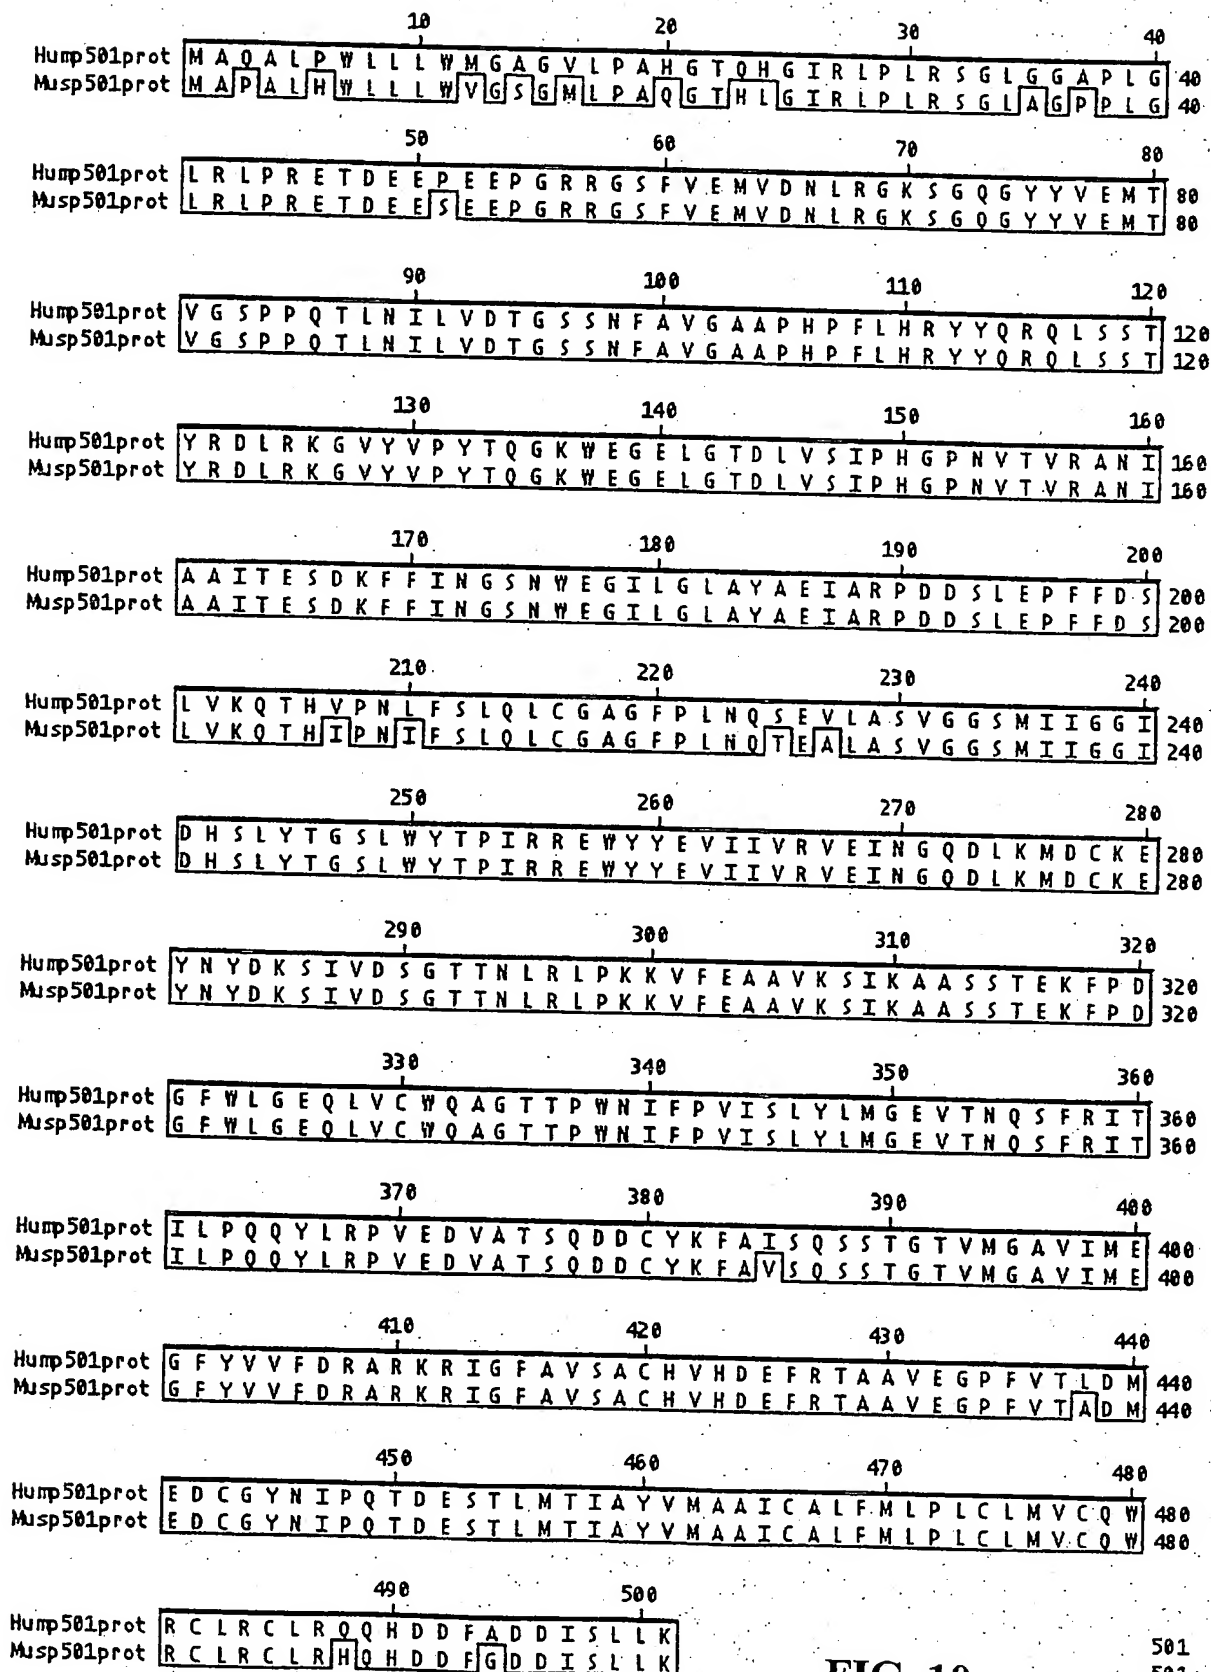 10 20 30 40
Hump501prot M A Q A L P W L L L W M G A G V L P A H G T Q H G I R L P L R S G L G G A P L G 40
Musp501prot M A P A L H W L L L W V G S G M L P A Q G T H L G I R L P L R S G L A G P P L G 40
50 60 70 80
Hump501prot L R L P R E T D E E P E E P G R R G S F V E M V D N L R G K S G Q G Y Y V E M T 80
Musp501prot L R L P R E T D E E S E E P G R R G S F V E M V D N L R G K S G Q G Y Y V E M T 80
90 100 110 120
Hump501prot V G S P P Q T L N I L V D T G S S N F A V G A A P H P F L H R Y Y Q R Q L S S T 120
Musp501prot V G S P P Q T L N I L V D T G S S N F A V G A A P H P F L H R Y Y Q R Q L S S T 120
130 140 150 160
Hump501prot Y R D L R K G V Y V P Y T Q G K W E G E L G T D L V S I P H G P N V T V R A N I 160
Musp501prot Y R D L R K G V Y V P Y T Q G K W E G E L G T D L V S I P H G P N V T V R A N I 160
170 180 190 200
Hump501prot A A I T E S D K F F I N G S N W E G I L G L A Y A E I A R P D D S L E P F F D S 200
Musp501prot A A I T E S D K F F I N G S N W E G I L G L A Y A E I A R P D D S L E P F F D S 200
210 220 230 240
Hump501prot L V K Q T H V P N L F S L Q L C G A G F P L N Q S E V L A S V G G S M I I G G I 240
Musp501prot L V K Q T H I P N I F S L Q L C G A G F P L N Q T E A L A S V G G S M I I G G I 240
250 260 270 280
Hump501prot D H S L Y T G S L W Y T P I R R E W Y Y E V I I V R V E I N G Q D L K M D C K E 280
Musp501prot D H S L Y T G S L W Y T P I R R E W Y Y E V I I V R V E I N G Q D L K M D C K E 280
290 300 310 320
Hump501prot Y N Y D K S I V D S G T T N L R L P K K V F E A A V K S I K A A S S T E K F P D 320
Musp501prot Y N Y D K S I V D S G T T N L R L P K K V F E A A V K S I K A A S S T E K F P D 320
330 340 350 360
Hump501prot G F W L G E Q L V C W Q A G T T P W N I F P V I S L Y L M G E V T N Q S F R I T 360
Musp501prot G F W L G E Q L V C W Q A G T T P W N I F P V I S L Y L M G E V T N Q S F R I T 360
370 380 390 400
Hump501prot I L P Q Q Y L R P V E D V A T S Q D D C Y K F A I S Q S S T G T V M G A V I M E 400
Musp501prot I L P Q Q Y L R P V E D V A T S Q D D C Y K F A V S Q S S T G T V M G A V I M E 400
410 420 430 440
Hump501prot G F Y V V F D R A R K R I G F A V S A C H V H D E F R T A A V E G P F V T L D M 440
Musp501prot G F Y V V F D R A R K R I G F A V S A C H V H D E F R T A A V E G P F V T A D M 440
450 460 470 480
Hump501prot E D C G Y N I P Q T D E S T L M T I A Y V M A A I C A L F M L P L C L M V C Q W 480
Musp501prot E D C G Y N I P Q T D E S T L M T I A Y V M A A I C A L F M L P L C L M V C Q W 480
490 500
Hump501prot R C L R C L R Q Q H D D F A D D I S L L K 501
Musp501prot R C L R C L R H Q H D D F G D D I S L L K